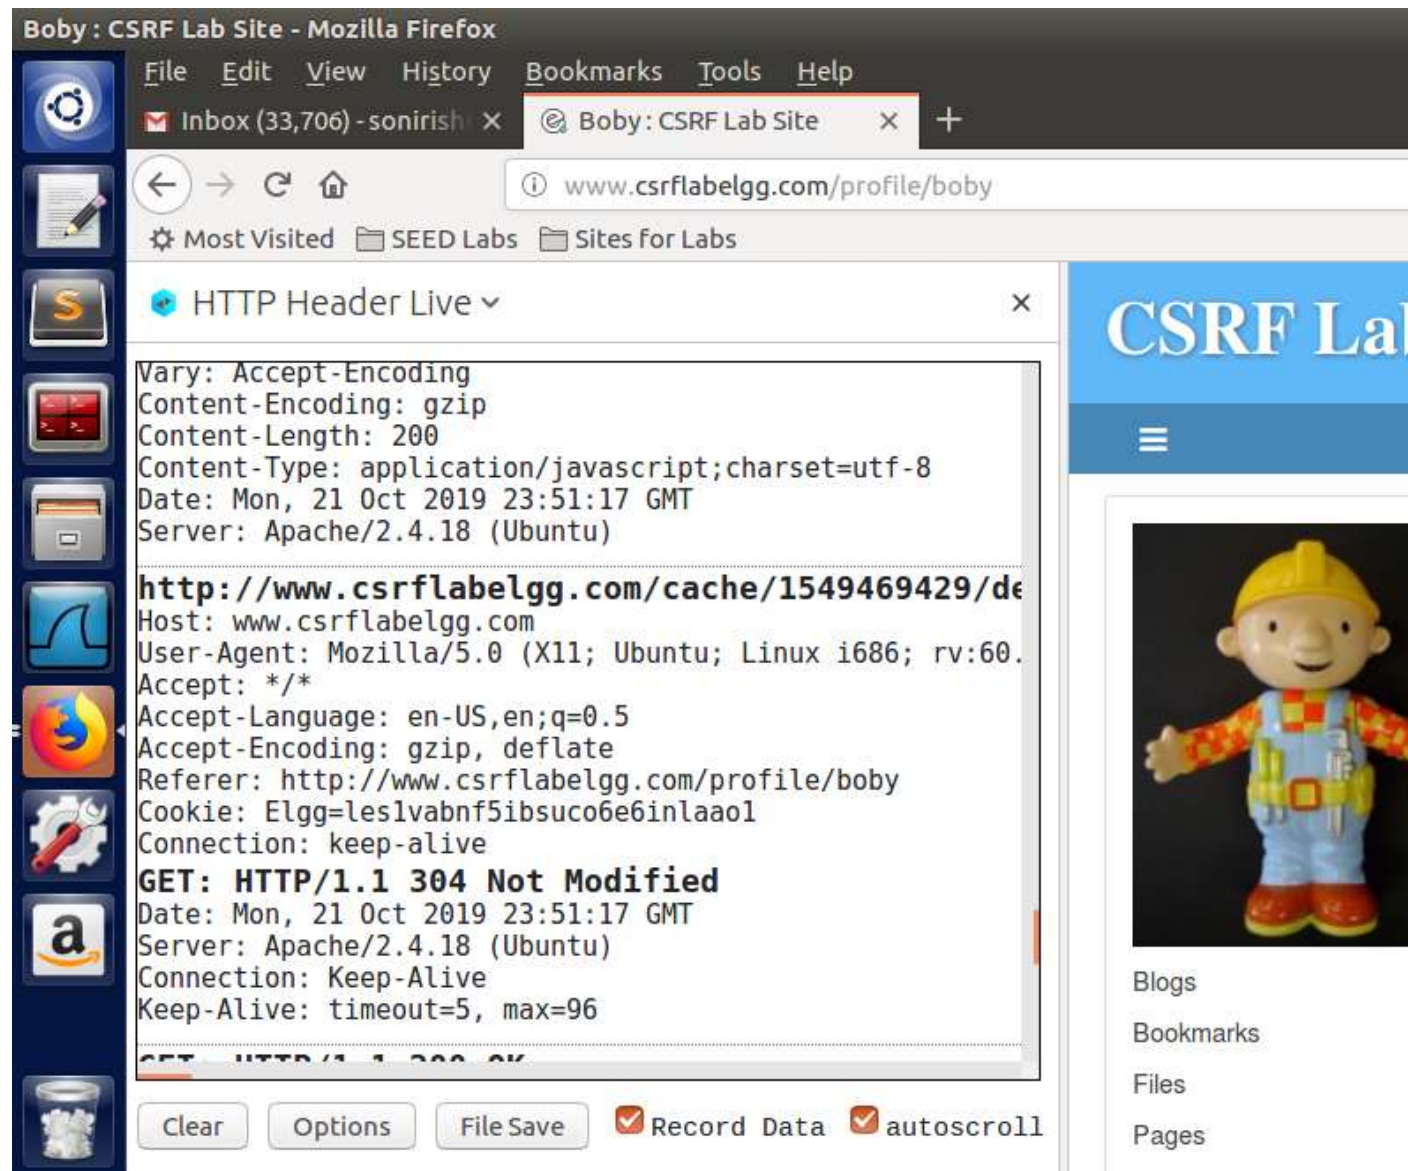 Boby : CSRF Lab Site - Mozilla Firefox
File Edit View History Bookmarks Tools Help
Inbox (33,706) - sonirish
Boby : CSRF Lab Site
www.csrflabelgg.com/profile/boby
Most Visited SEED Labs Sites for Labs
HTTP Header Live
CSRF Lab
Vary: Accept-Encoding
Content-Encoding: gzip
Content-Length: 200
Content-Type: application/javascript;charset=utf-8
Date: Mon, 21 Oct 2019 23:51:17 GMT
Server: Apache/2.4.18 (Ubuntu)
http://www.csrflabelgg.com/cache/1549469429/de
Host: www.csrflabelgg.com
User-Agent: Mozilla/5.0 (X11; Ubuntu; Linux i686; rv:60.
Accept: */*
Accept-Language: en-US,en;q=0.5
Accept-Encoding: gzip, deflate
Referer: http://www.csrflabelgg.com/profile/boby
Cookie: Elgg=les1vabnf5ibsuco6e6inlaao1
Connection: keep-alive
GET: HTTP/1.1 304 Not Modified
Date: Mon, 21 Oct 2019 23:51:17 GMT
Server: Apache/2.4.18 (Ubuntu)
Connection: Keep-Alive
Keep-Alive: timeout=5, max=96
GET: HTTP/1.1 200 OK
Clear Options File Save Record Data autoscroll
Blogs
Bookmarks
Files
Pages